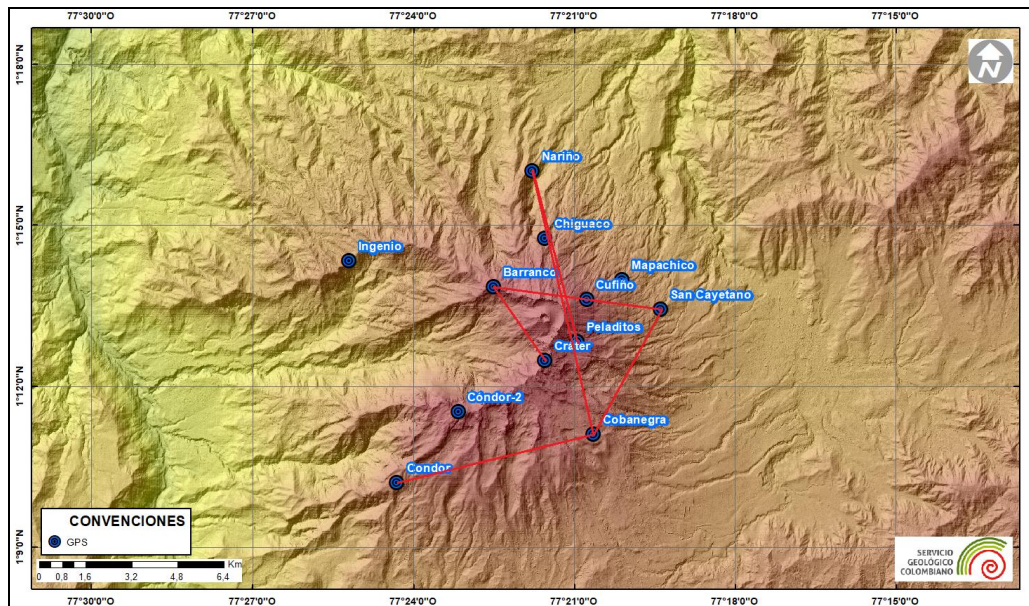 77°30'0"O 77°24'0"O 77°21'0"O 77°18'0"O 77°15'0"O
1°18'0"N
1°15'0"N
1°12'0"N
1°9'0"N
N
Nariño
Chiguaco
Ingenio
Mapachico
Barranco
Cufiño
San Cayetano
Peladitos
Crater
Cóndor-2
Cobanegra
Condor
CONVENCIONES
GPS
Km
0 0,8 1,6 3,2 4,8 6,4
SERVICIO
GEOLÓGICO
COLOMBIANO
77°30'0"O 77°27'0"O 77°24'0"O 77°21'0"O 77°18'0"O 77°15'0"O